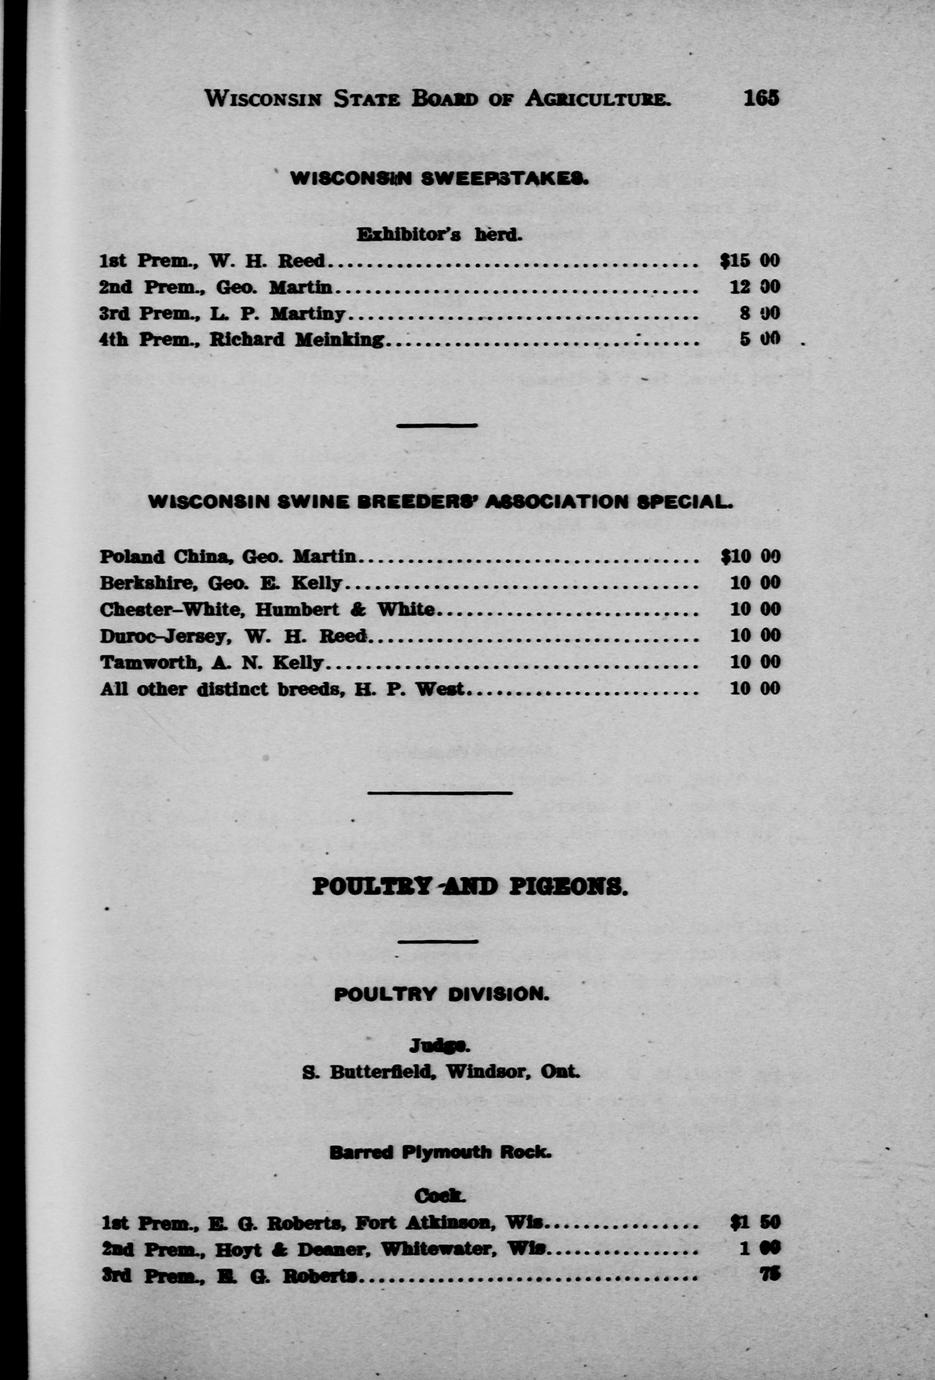 WISCONSIN STATE BOARD OF AGRICULTURE. 165
WISCONSIN SWEEPSTAKES.
Exhibitor's herd.
1st Prem., W. H. Reed........................................ $15 00
2nd Prem., Geo. Martin....................................... 12 00
3rd Prem., L. P. Martiny..................................... 8 00
4th Prem., Richard Meinking.................................. 5 00
WISCONSIN SWINE BREEDERS' ASSOCIATION SPECIAL.
Poland China, Geo. Martin.................................... $10 00
Berkshire, Geo. E. Kelly..................................... 10 00
Chester-White, Humbert & White............................ 10 00
Duroc-Jersey, W. H. Reed................................... 10 00
Tamworth, A. N. Kelly....................................... 10 00
All other distinct breeds, H. P. West......................... 10 00
POULTRY AND PIGEONS.
POULTRY DIVISION.
Judge.
S. Butterfield, Windsor, Ont.
Barred Plymouth Rock.
Cock.
1st Prem., E. G. Roberts, Fort Atkinson, Wis................ $1 50
2nd Prem., Hoyt & Deaner, Whitewater, Wis................ 1 00
3rd Prem., E. G. Roberts.................................... 75